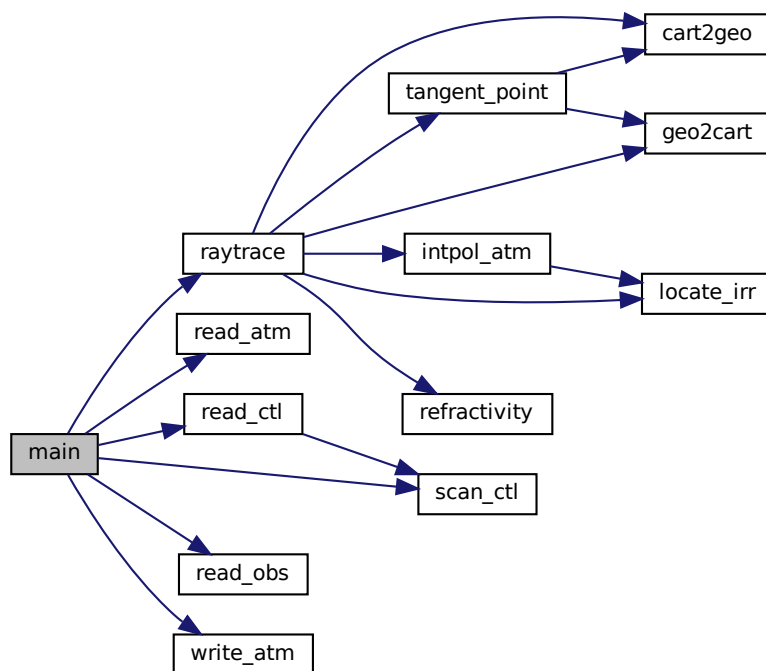 cart2geo
tangent_point
geo2cart
raytrace
intpol_atm
locate_irr
read_atm
read_ctl
refractivity
main
scan_ctl
read_obs
write_atm